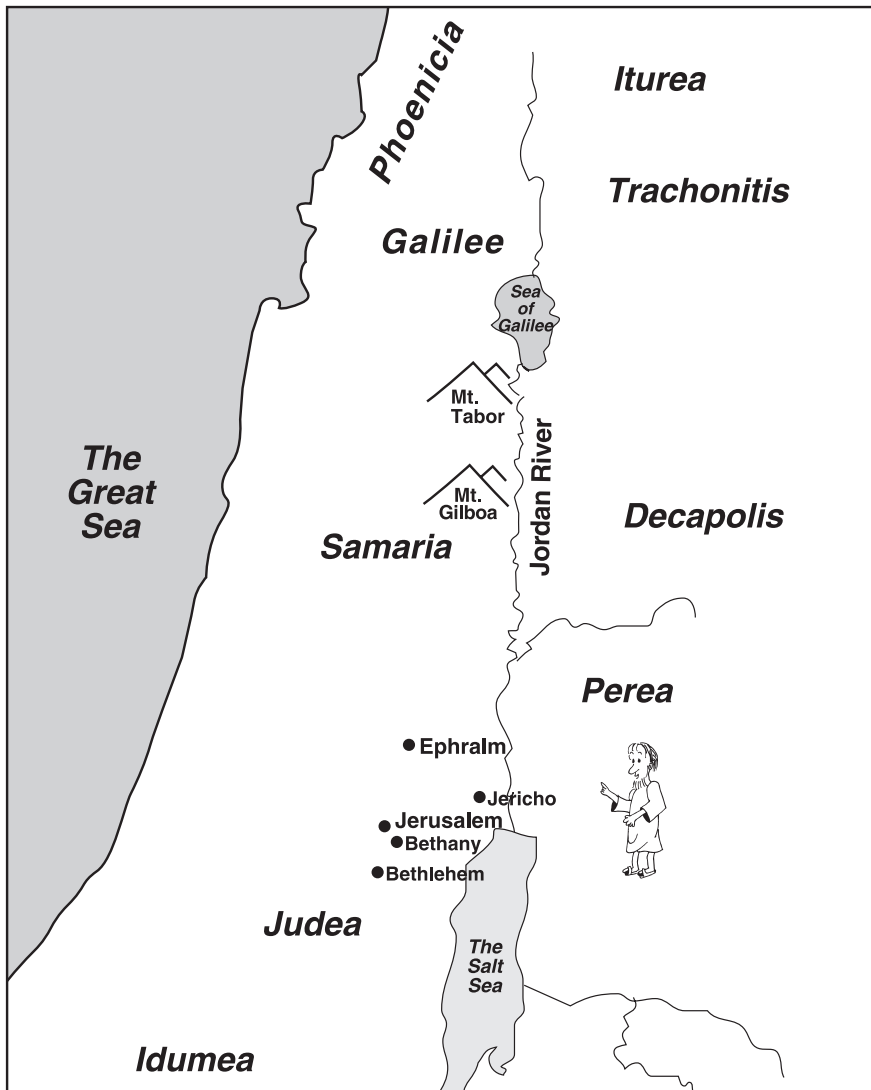 Phoenicia
Iturea
Trachonitis
Galilee
Sea
of
Galilee
Mt.
Tabor
The
Great
Sea
Jordan River
Mt.
Gilboa
Decapolis
Samaria
Perea
Ephralm
Jericho
Jerusalem
Bethany
Bethlehem
Judea
The
Salt
Sea
Idumea